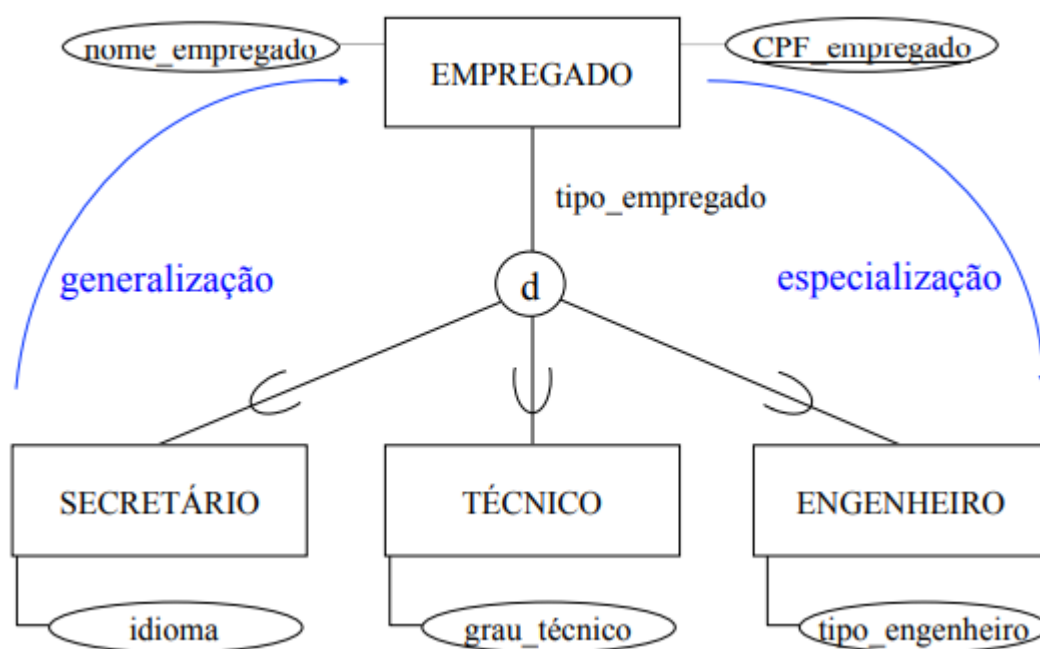 nome_empregado
EMPREGADO
CPF_empregado
tipo_empregado
generalização
d
especialização
SECRETÁRIO
TÉCNICO
ENGENHEIRO
idioma
grau_técnico
tipo_engenheiro